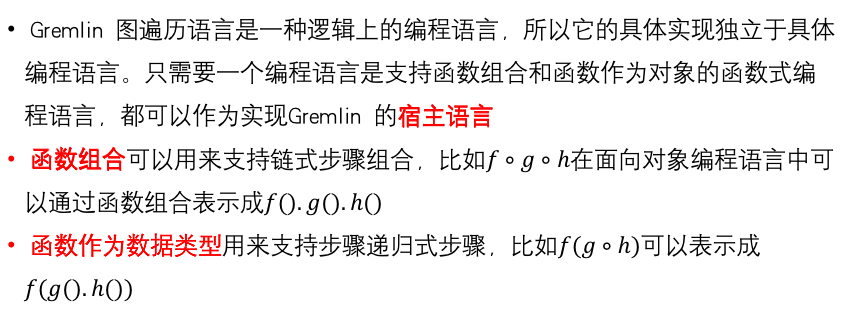 • Gremlin 图遍历语言是一种逻辑上的编程语言，所以它的具体实现独立于具体
编程语言。只需要一个编程语言是支持函数组合和函数作为对象的函数式编
程语言，都可以作为实现Gremlin 的宿主语言
• 函数组合可以用来支持链式步骤组合，比如𝑓∘𝑔∘ℎ在面向对象编程语言中可
以通过函数组合表示成𝑓().𝑔().ℎ()
• 函数作为数据类型用来支持步骤递归式步骤，比如𝑓(𝑔∘ℎ)可以表示成
𝑓(𝑔().ℎ())